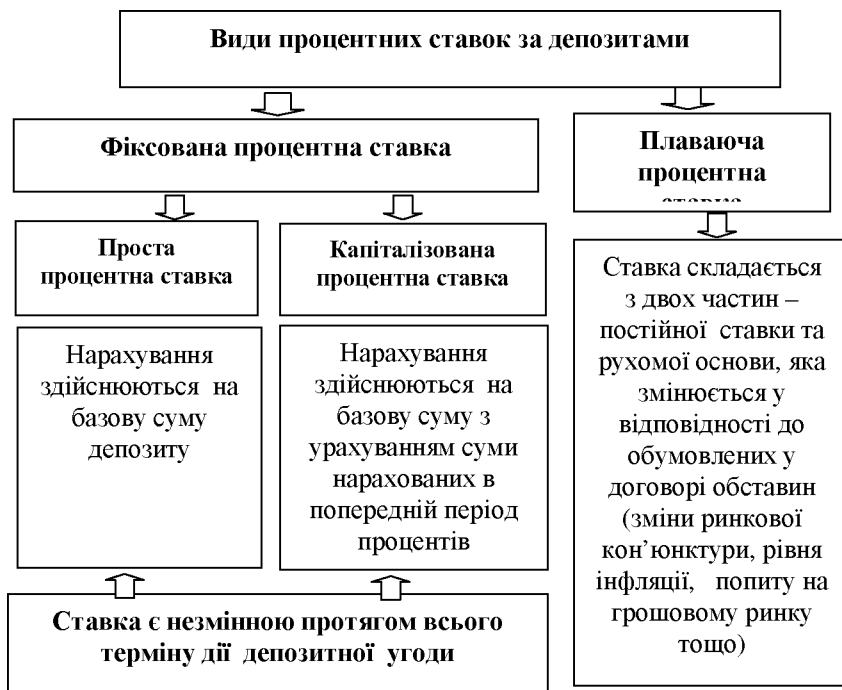 Види процентних ставок за депозитами
Фіксована процентна ставка
Плаваюча
процентна
ставка
Проста
процентна ставка
Капіталізована
процентна ставка
Нарахування
здійснюються на
базову суму
депозиту
Нарахування
здійснюються на
базову суму з
урахуванням суми
нарахованих в
попередній період
процентів
Ставка складається
з двох частин –
постійної ставки та
рухомої основи, яка
змінюється у
відповідності до
обумовлених у
договорі обставин
(зміни ринкової
кон’юнктури, рівня
інфляції, попиту на
грошовому ринку
тощо)
Ставка є незмінною протягом всього
терміну дії депозитної угоди